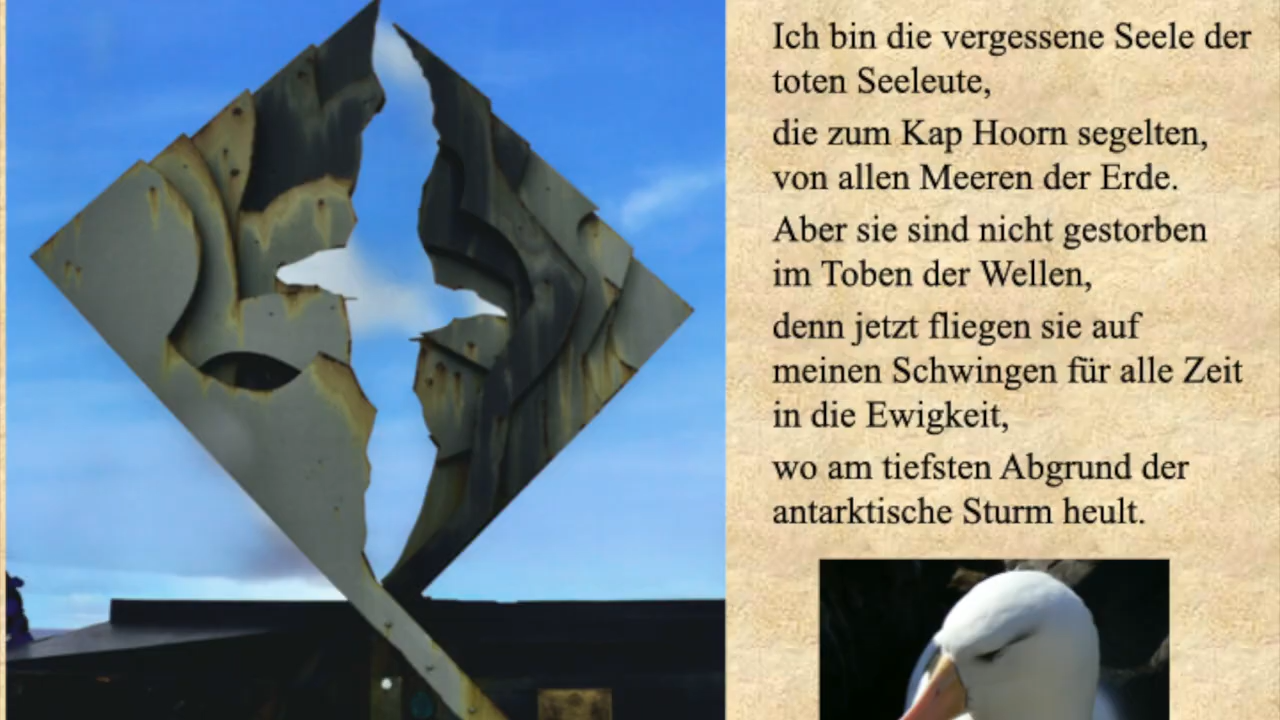 Ich bin die vergessene Seele der
toten Seeleute,
die zum Kap Hoorn segelten,
von allen Meeren der Erde.
Aber sie sind nicht gestorben
im Toben der Wellen,
denn jetzt fliegen sie auf
meinen Schwingen für alle Zeit
in die Ewigkeit,
wo am tiefsten Abgrund der
antarktische Sturm heult.